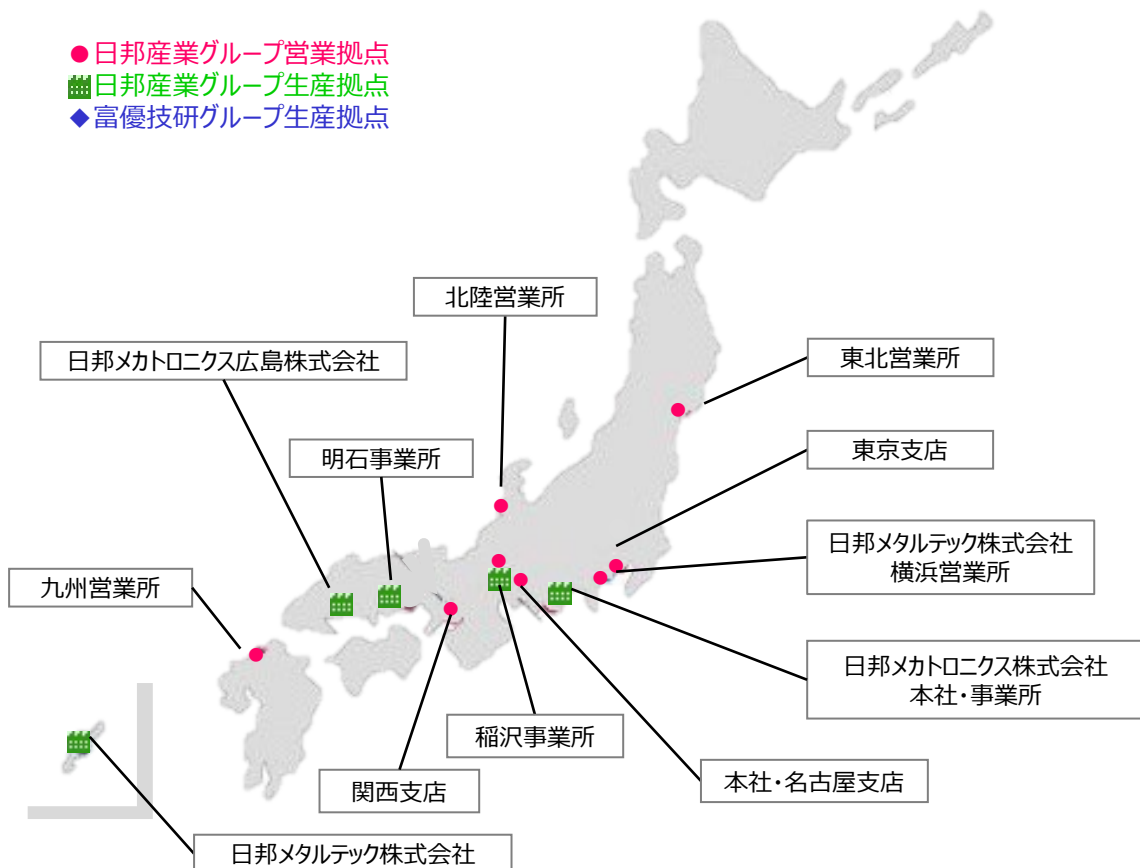 日邦産業グループ営業拠点
日邦産業グループ生産拠点
富優技研グループ生産拠点
北陸営業所
日邦メカトロニクス広島株式会社
東北営業所
明石事業所
東京支店
日邦メタルテック株式会社
横浜営業所
九州営業所
日邦メカトロニクス株式会社
本社・事業所
稲沢事業所
関西支店
本社・名古屋支店
日邦メタルテック株式会社